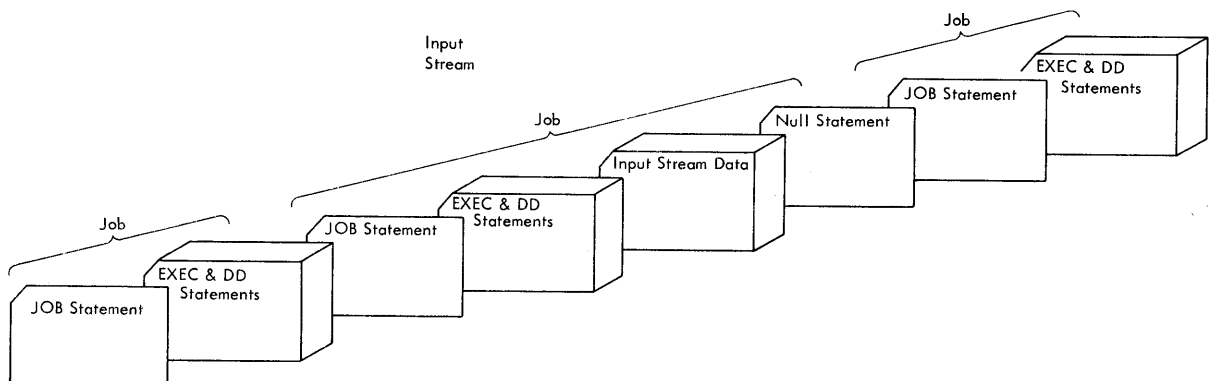 Input
Stream
Job
JOB Statement
EXEC & DD
Statements
Job
JOB Statement
EXEC & DD
Statements
Input Stream Data
Null Statement
Job
JOB Statement
EXEC & DD
Statements